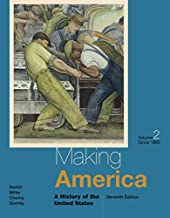 Volume 2
Since 1865
Making
America
Berkin
Miller
Cherny
Gormly
A History of the
United States
Seventh Edition